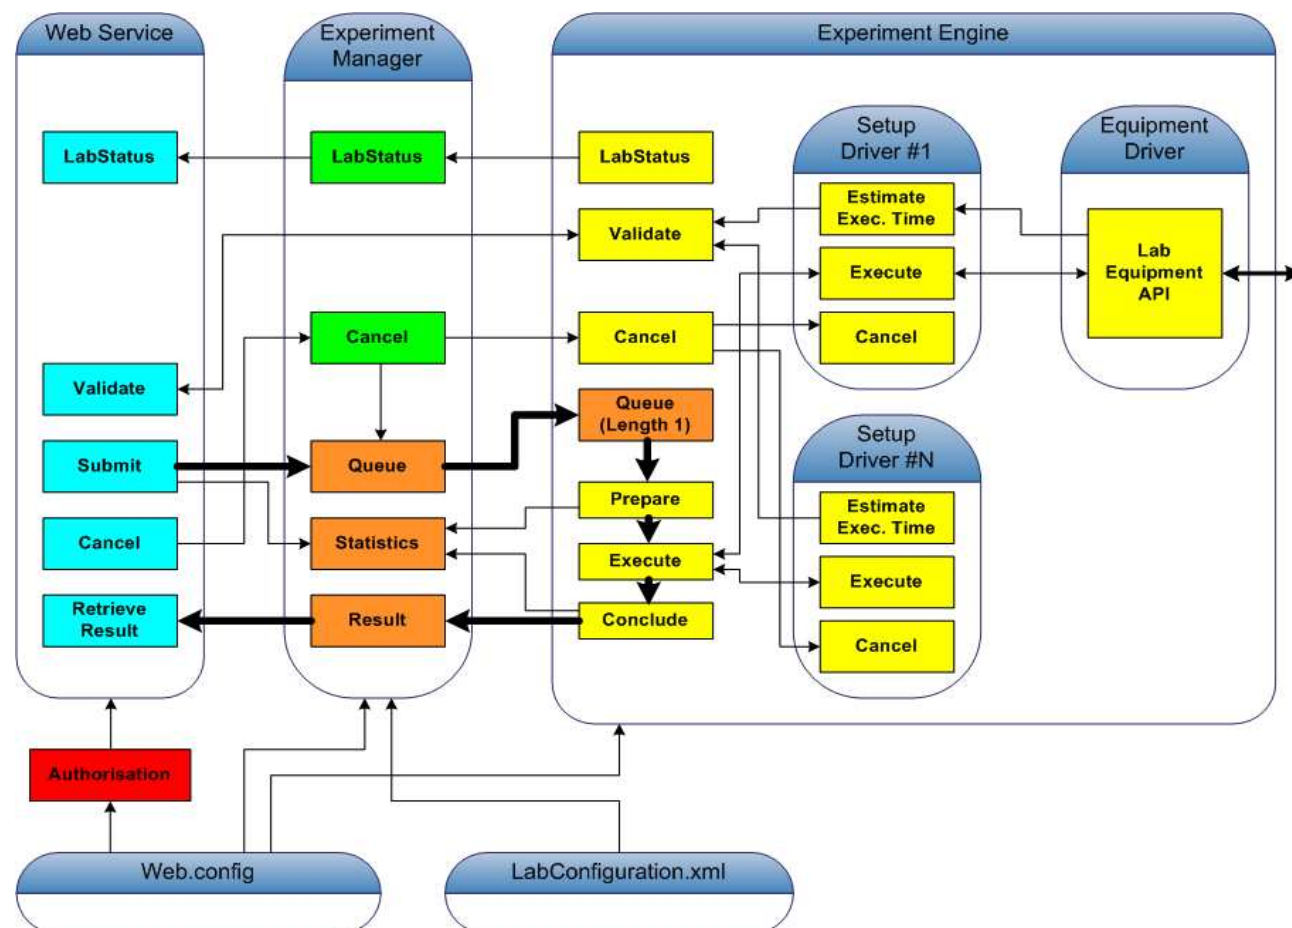 Web Service
Experiment
Manager
Experiment Engine
LabStatus
LabStatus
LabStatus
Setup
Driver #1
Equipment
Driver
Validate
Estimate
Exec. Time
Lab
Equipment
API
Execute
Cancel
Cancel
Cancel
Validate
Queue
(Length 1)
Setup
Driver #N
Submit
Queue
Prepare
Estimate
Exec. Time
Cancel
Statistics
Execute
Execute
Retrieve
Result
Result
Conclude
Cancel
Authorisation
Web.config
LabConfiguration.xml